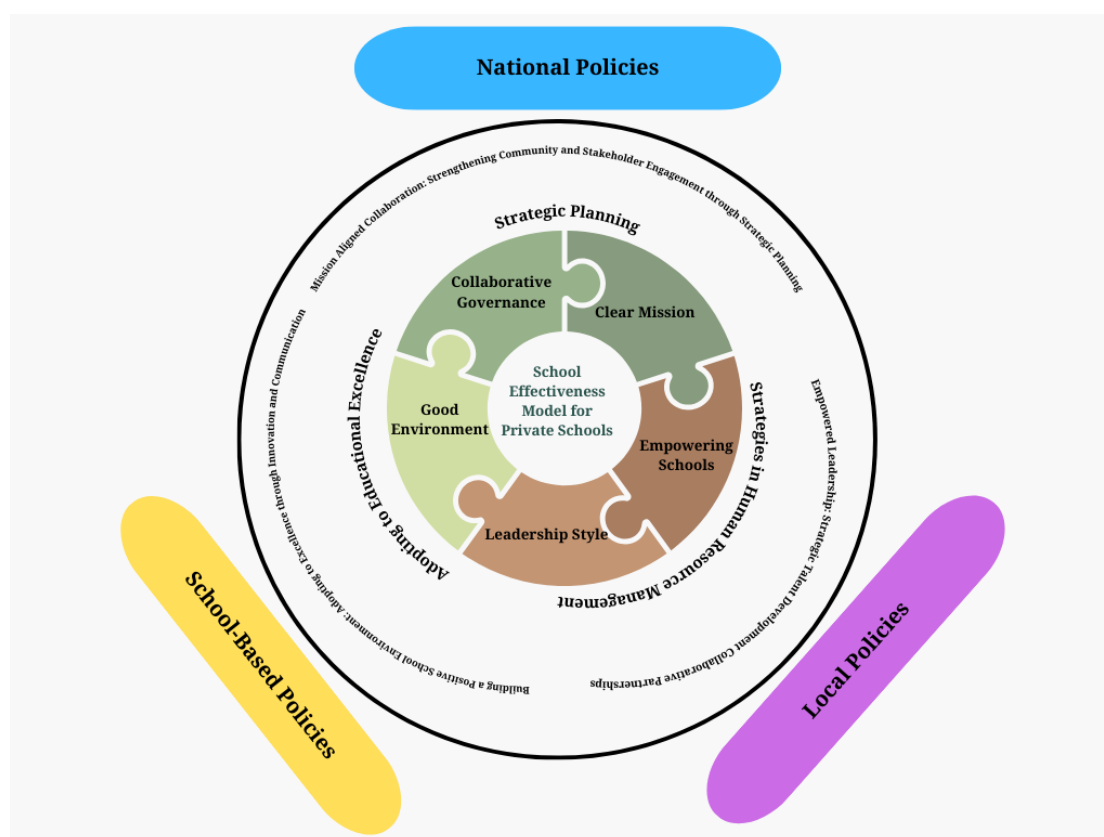 National Policies
Mission Aligned Collaboration: Strengthening Community and Stakeholder Engagement through Strategic Planning
Strategic Planning
Collaborative
Governance
Clear Mission
School
Effectiveness
Model for
Private Schools
Good
Environment
Empowering
Schools
Leadership Style
Adopting to Educational Excellence
Strategies in Human Resource Management
Building a Positive School Environment: Adopting to Excellence through Innovation and Communication
Empowered Leadership: Strategic Talent Development Collaborative Partnerships
School-Based Policies
Local Policies